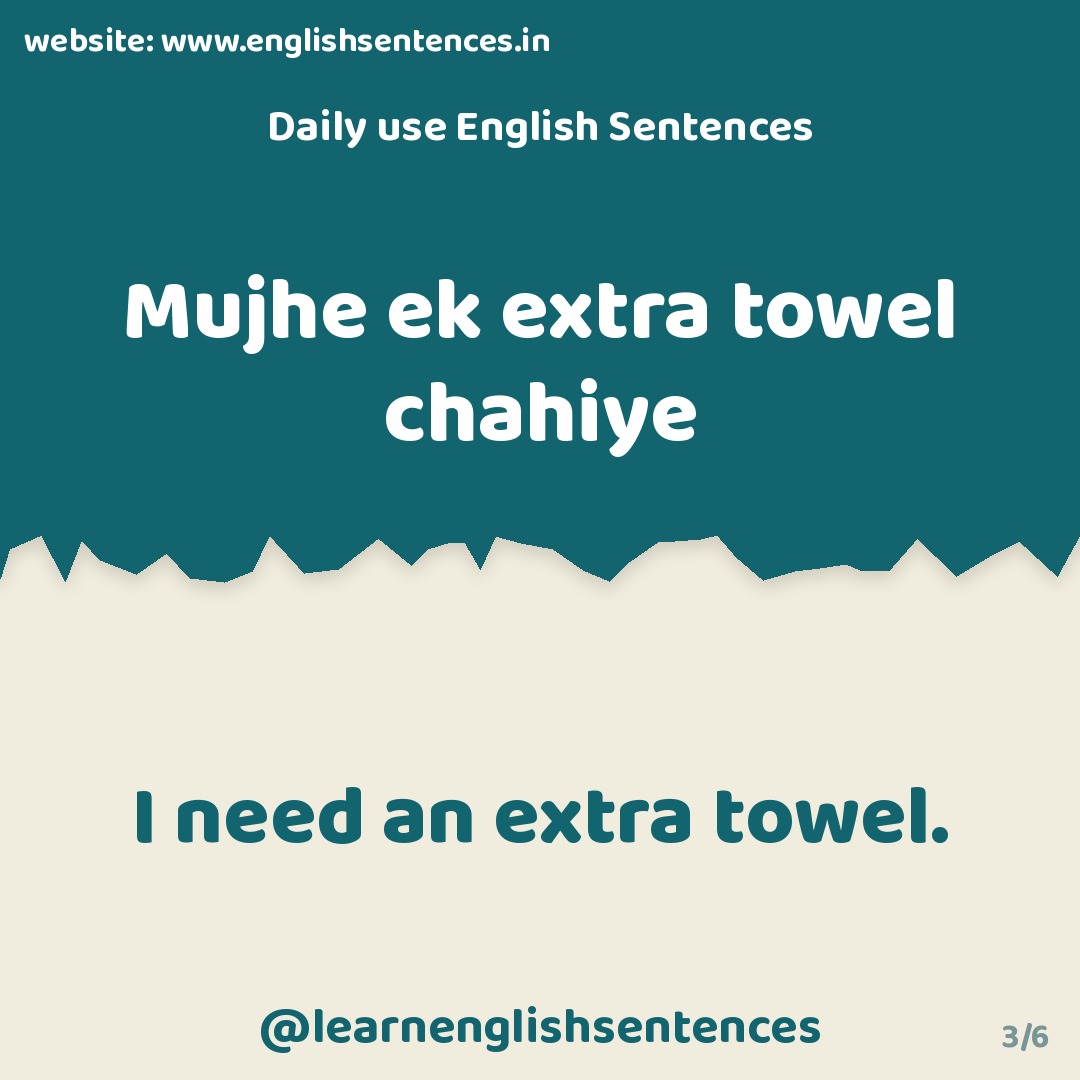 website: www.englishsentences.in
Daily use English Sentences
Mujhe ek extra towel
chahiye
I need an extra towel.
@learnenglishsentences
3/6